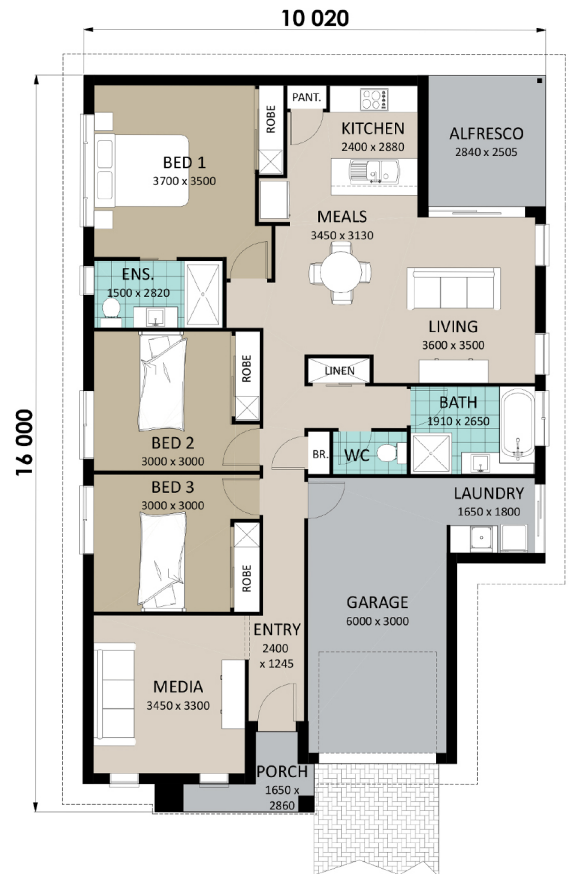 10 020
16 000
ROBE
PANT.
KITCHEN
2400 x 2880
ALFRESCO
2840 x 2505
BED 1
3700 x 3500
MEALS
3450 x 3130
ENS.
1500 x 2820
LIVING
3600 x 3500
ROBE
LINEN
BED 2
3000 x 3000
BATH
1910 x 2650
BR.
WC
BED 3
3000 x 3000
LAUNDRY
1650 x 1800
ROBE
GARAGE
6000 x 3000
ENTRY
2400
x 1245
MEDIA
3450 x 3300
PORCH
1650 x
2860